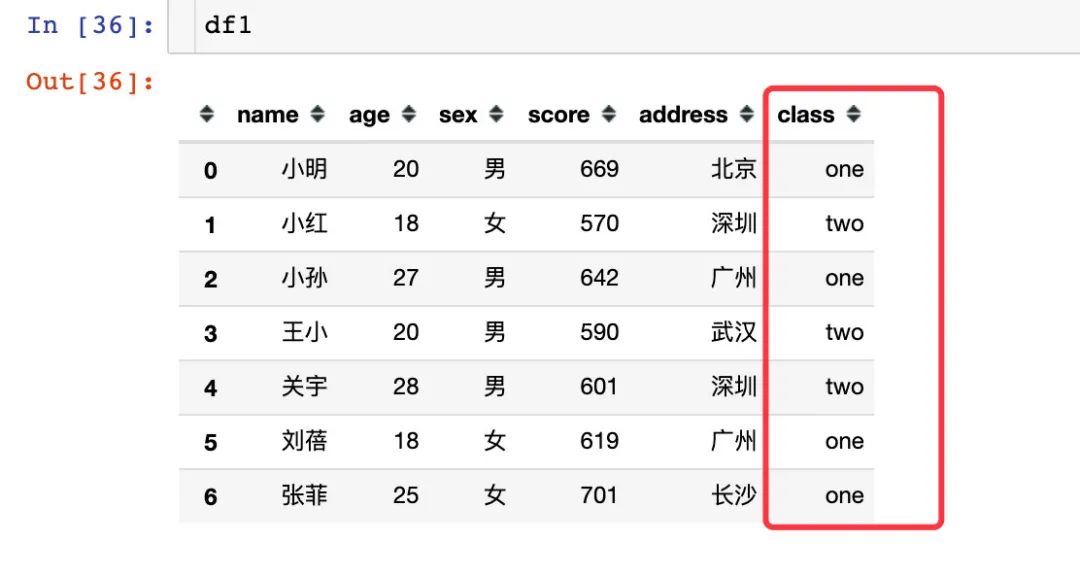 In [36]: df1
Out[36]:
name age sex score address class
0 小明 20 男 669 北京 one
1 小红 18 女 570 深圳 two
2 小孙 27 男 642 广州 one
3 王小 20 男 590 武汉 two
4 关宇 28 男 601 深圳 two
5 刘蓓 18 女 619 广州 one
6 张菲 25 女 701 长沙 one